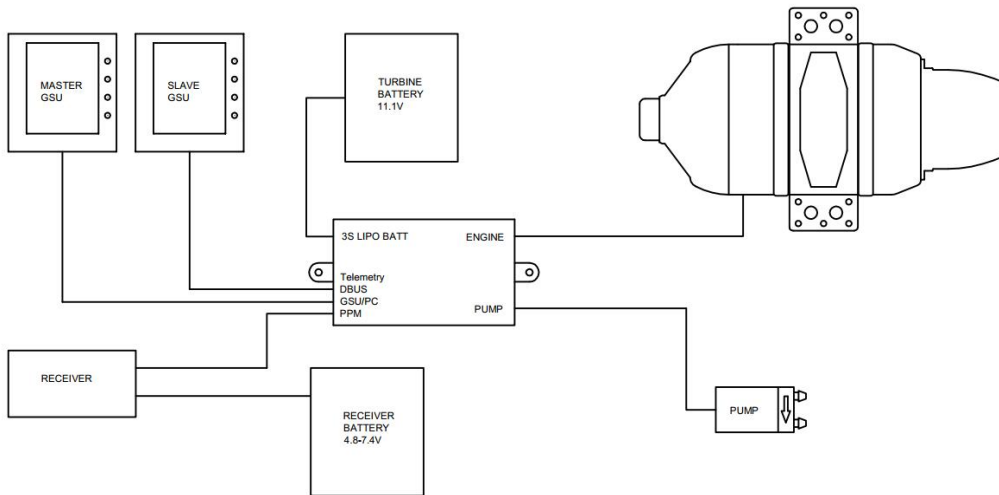 MASTER
GSU
SLAVE
GSU
TURBINE
BATTERY
11.1V
3S LIPO BATT
ENGINE
Telemetry
DBUS
GSU/PC
PPM
PUMP
RECEIVER
RECEIVER
BATTERY
4.8-7.4V
PUMP